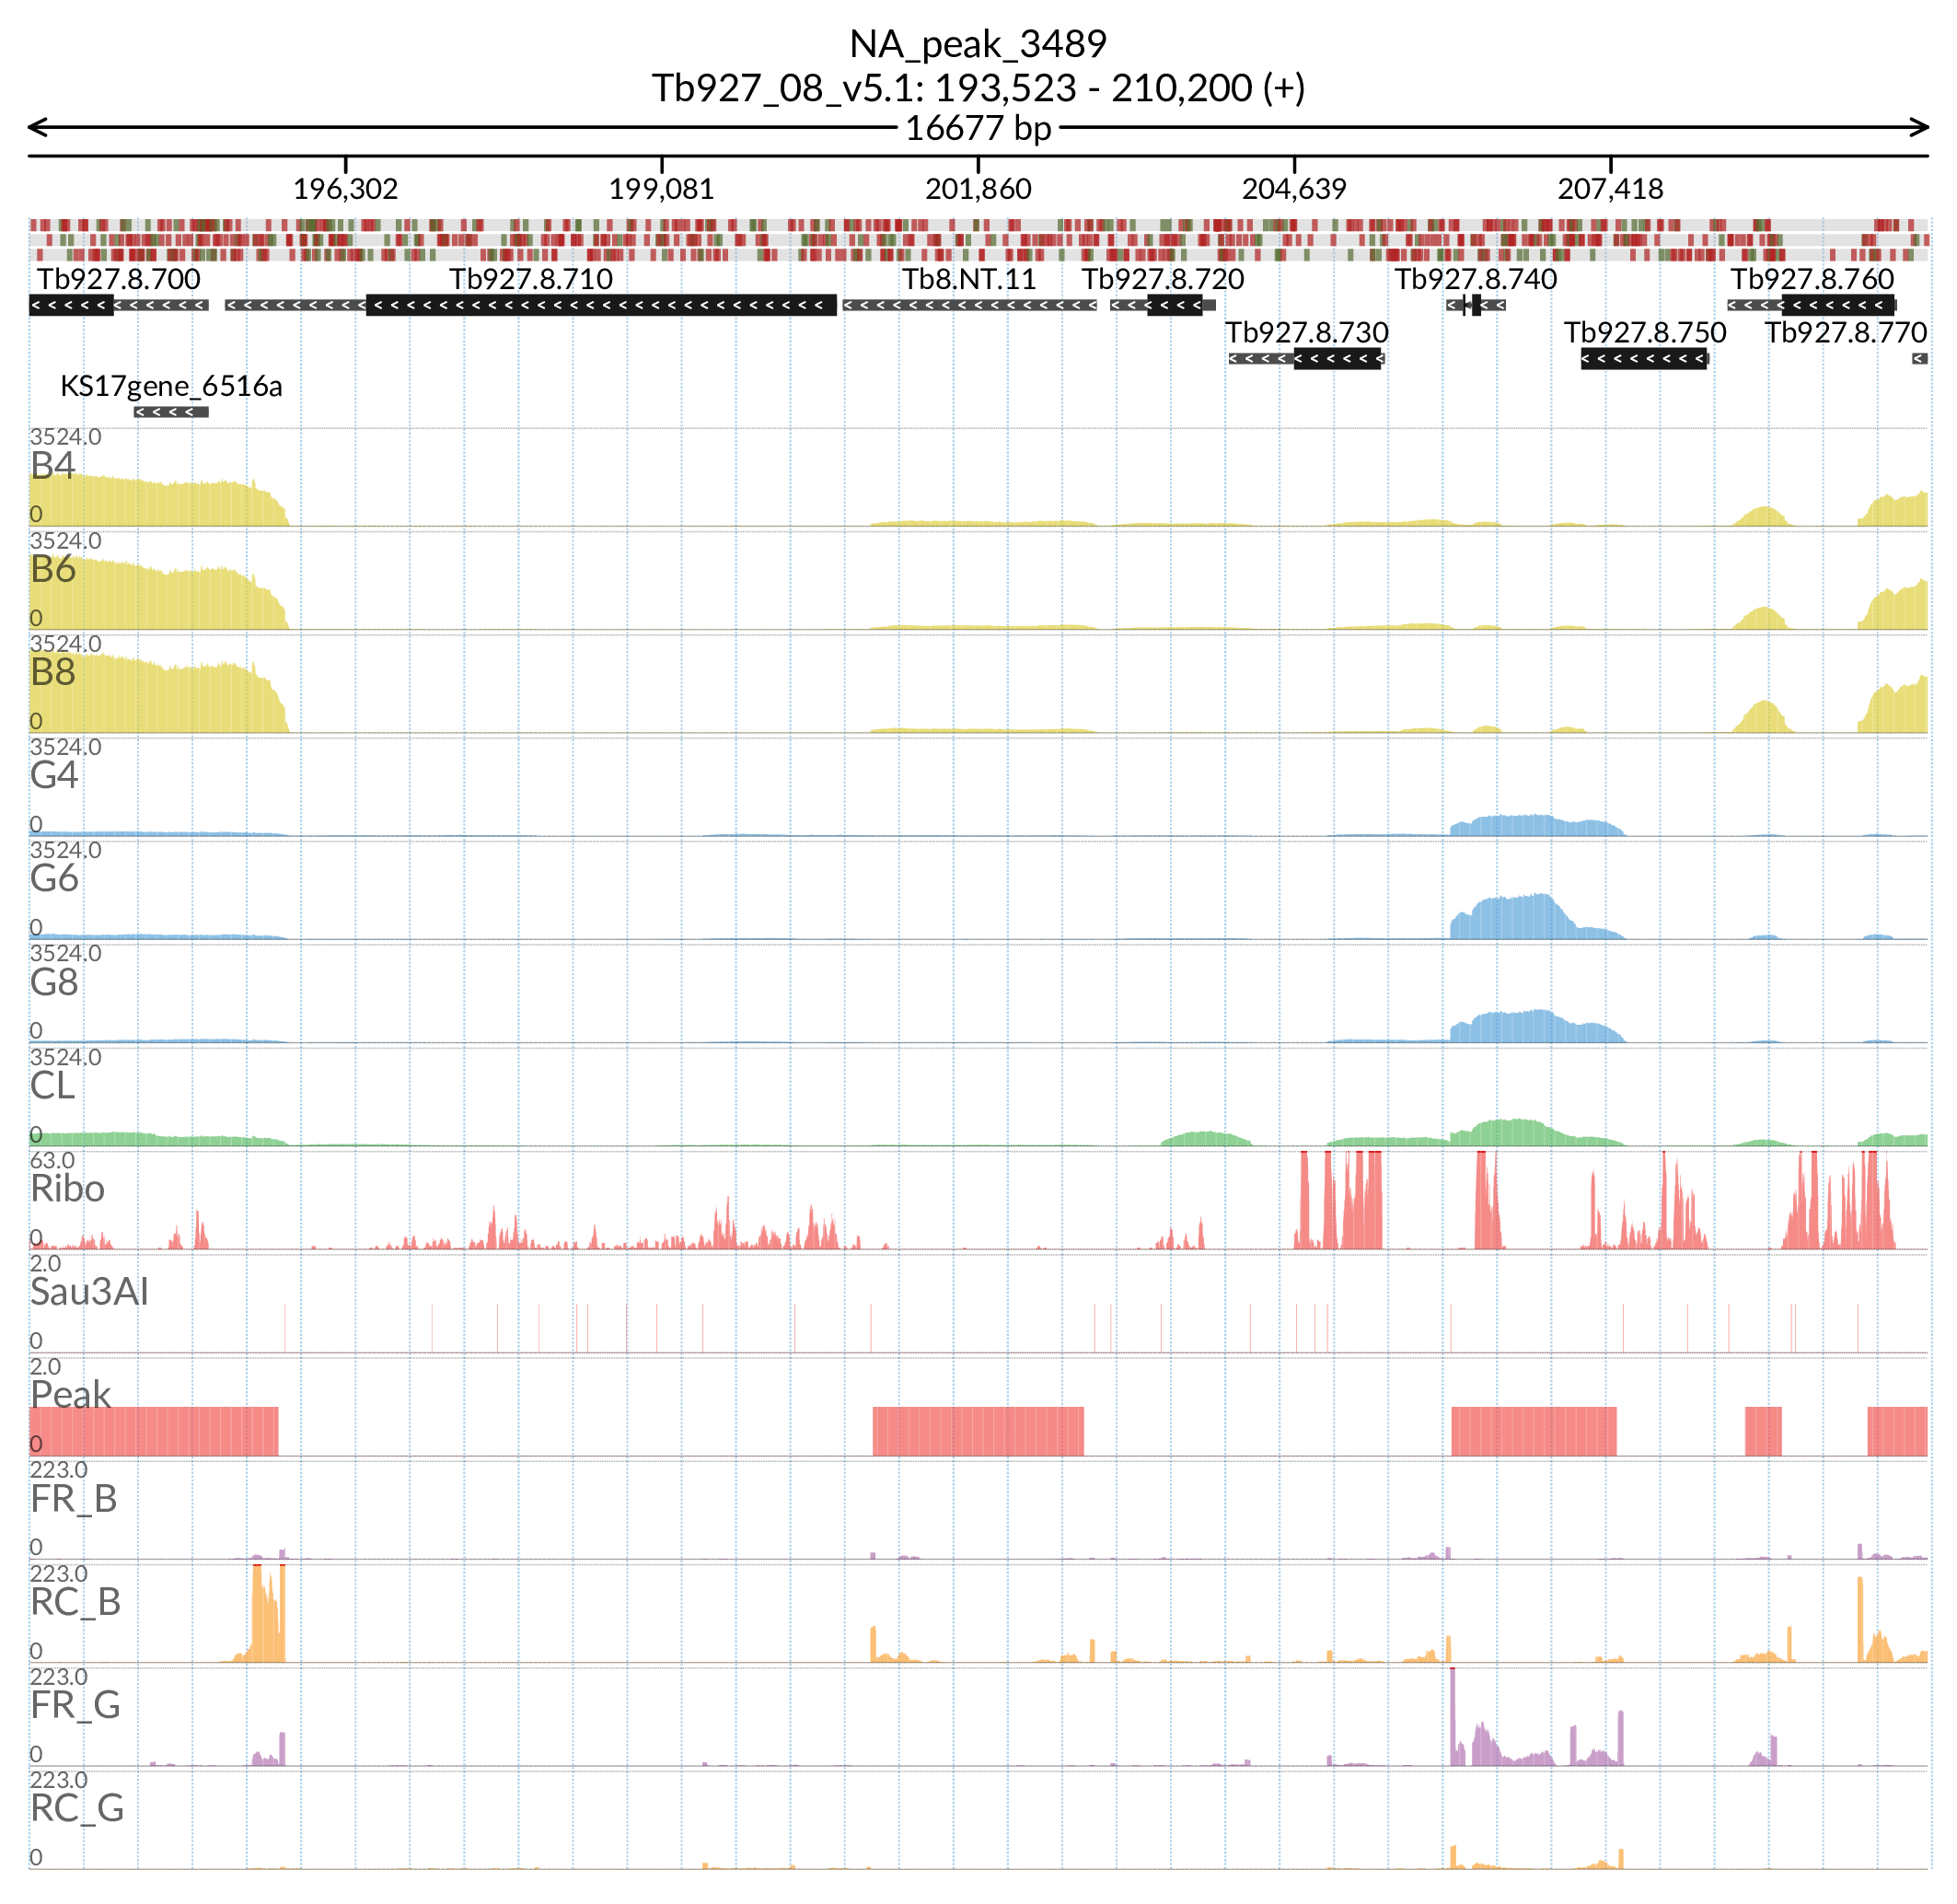 NA_peak_3489
Tb927_08_v5.1: 193,523 - 210,200 (+)
16677 bp
196,302 199,081 201,860 204,639 207,418
Tb927.8.700 Tb927.8.710 Tb8.NT.11 Tb927.8.720 Tb927.8.740 Tb927.8.760
Tb927.8.730 Tb927.8.750 Tb927.8.770
KS17gene_6516a
3524.0
B4
0
3524.0
B6
0
3524.0
B8
0
3524.0
G4
0
3524.0
G6
0
3524.0
G8
0
3524.0
CL
0
63.0
Ribo
0
2.0
Sau3AI
0
2.0
Peak
0
223.0
FR_B
0
223.0
RC_B
0
223.0
FR_G
0
223.0
RC_G
0